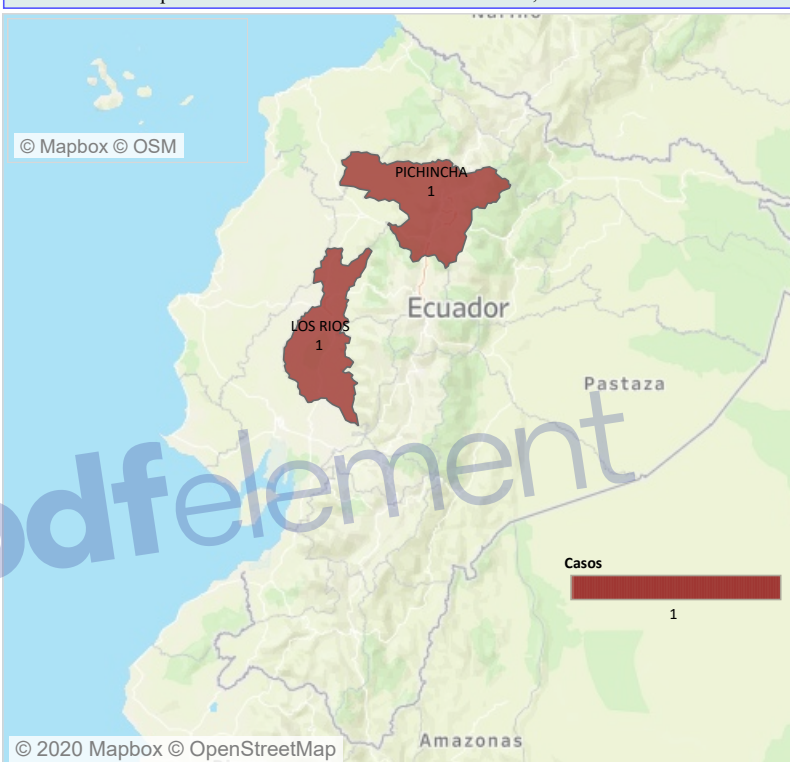 © Mapbox © OSM
PICHINCHA
1
Ecuador
LOS RIOS
1
Pastaza
pdfelement
Casos
1
Amazonas
© 2020 Mapbox © OpenStreetMap